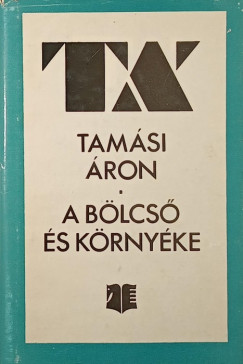 TA
TAMÁSI
ÁRON
·
A BÖLCSŐ
ÉS KÖRNYÉKE